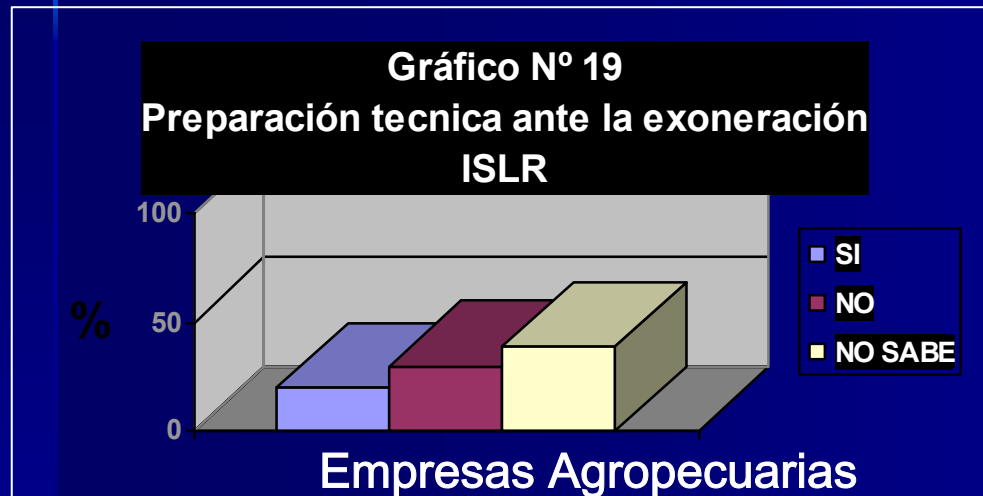 Gráfico Nº 19
Preparación tecnica ante la exoneración
ISLR
100
50
0
%
SI
NO
NO SABE
Empresas Agropecuarias